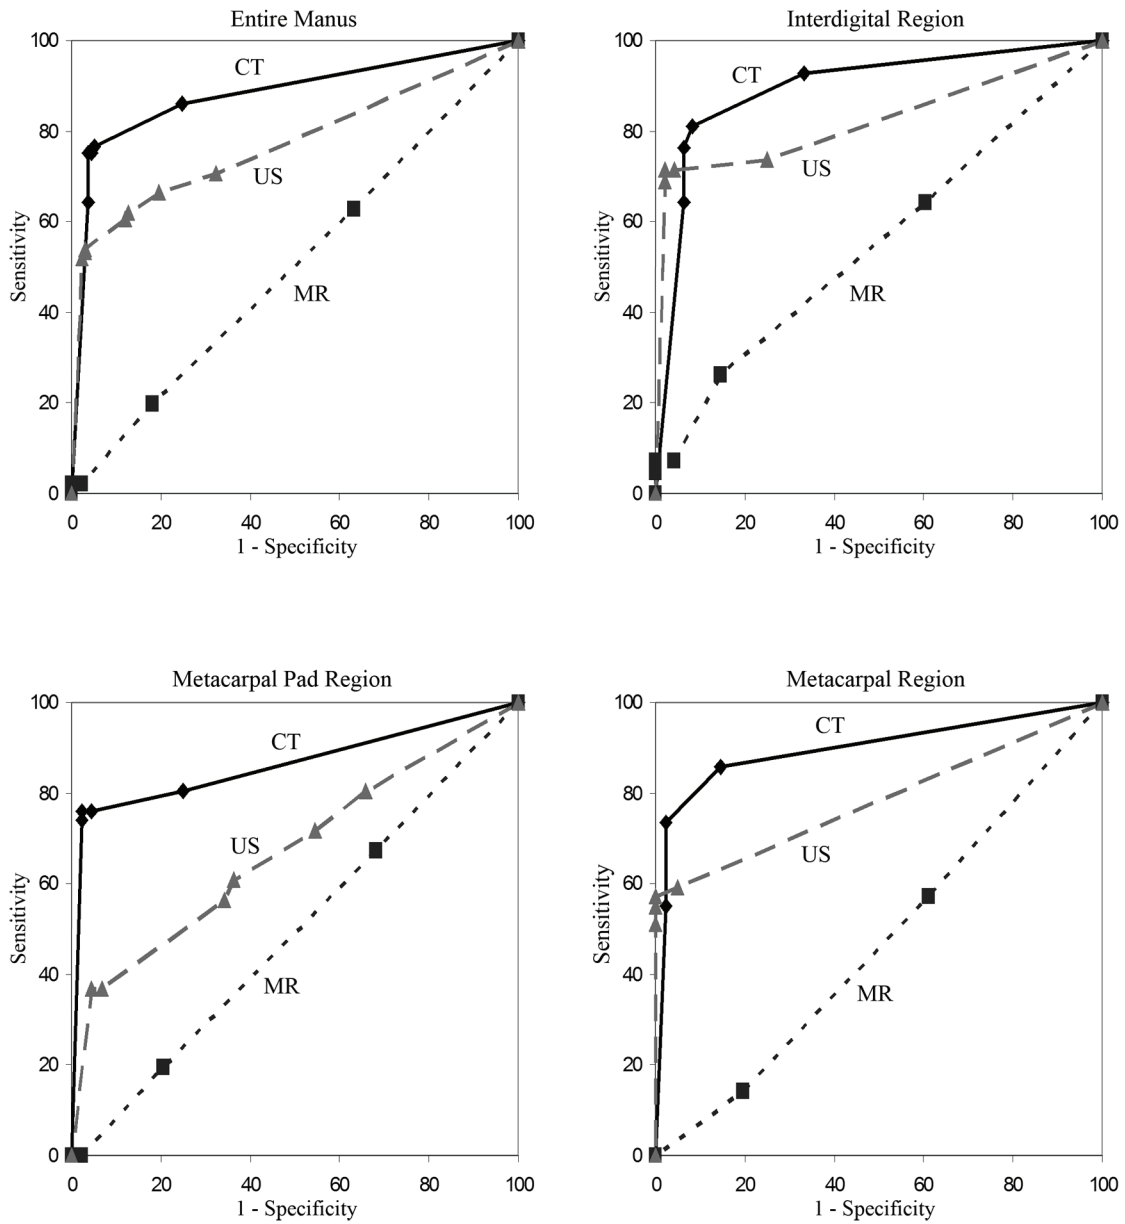 Entire Manus
100
80
60
40
20
0
Sensitivity
CT
US
MR
0 20 40 60 80 100
1 - Specificity
Interdigital Region
100
80
60
40
20
0
Sensitivity
CT
US
MR
0 20 40 60 80 100
1 - Specificity
Metacarpal Pad Region
100
80
60
40
20
0
Sensitivity
CT
US
MR
0 20 40 60 80 100
1 - Specificity
Metacarpal Region
100
80
60
40
20
0
Sensitivity
CT
US
MR
0 20 40 60 80 100
1 - Specificity